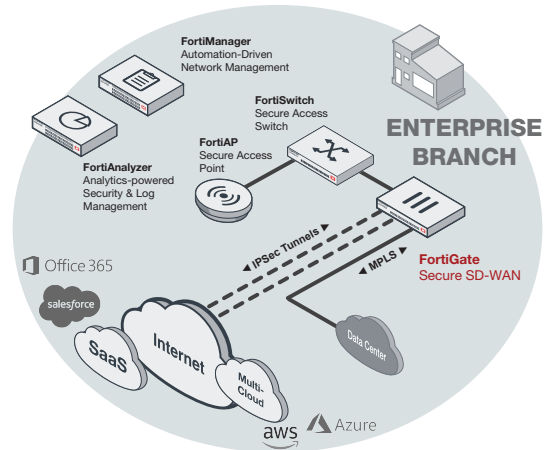 FortiManager
Automation-Driven
Network Management
FortiSwitch
Secure Access
Switch
ENTERPRISE
BRANCH
FortiAP
Secure Access
Point
FortiAnalyzer
Analytics-powered
Security & Log
Management
◄ IPSec Tunnels ►
◄ MPLS ►
FortiGate
Secure SD-WAN
Office 365
salesforce
SaaS
Internet
Multi-
Cloud
Data Center
aws
Azure